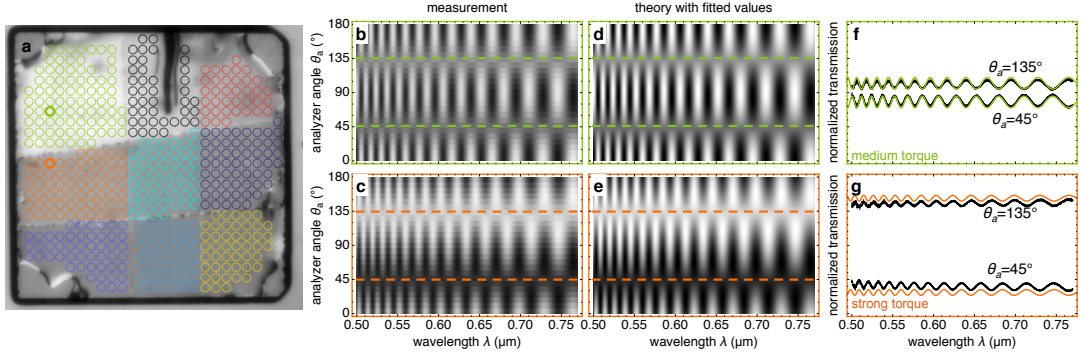 measurement
theory with fitted values
a
b
d
f
analyzer angle θa (°)
180
135
90
45
0
normalized transmission
θa=135°
θa=45°
medium torque
c
e
g
analyzer angle θa (°)
180
135
90
45
0
normalized transmission
θa=135°
θa=45°
strong torque
0.50 0.55 0.60 0.65 0.70 0.75
0.50 0.55 0.60 0.65 0.70 0.75
0.50 0.55 0.60 0.65 0.70 0.75
wavelength λ (μm)
wavelength λ (μm)
wavelength λ (μm)